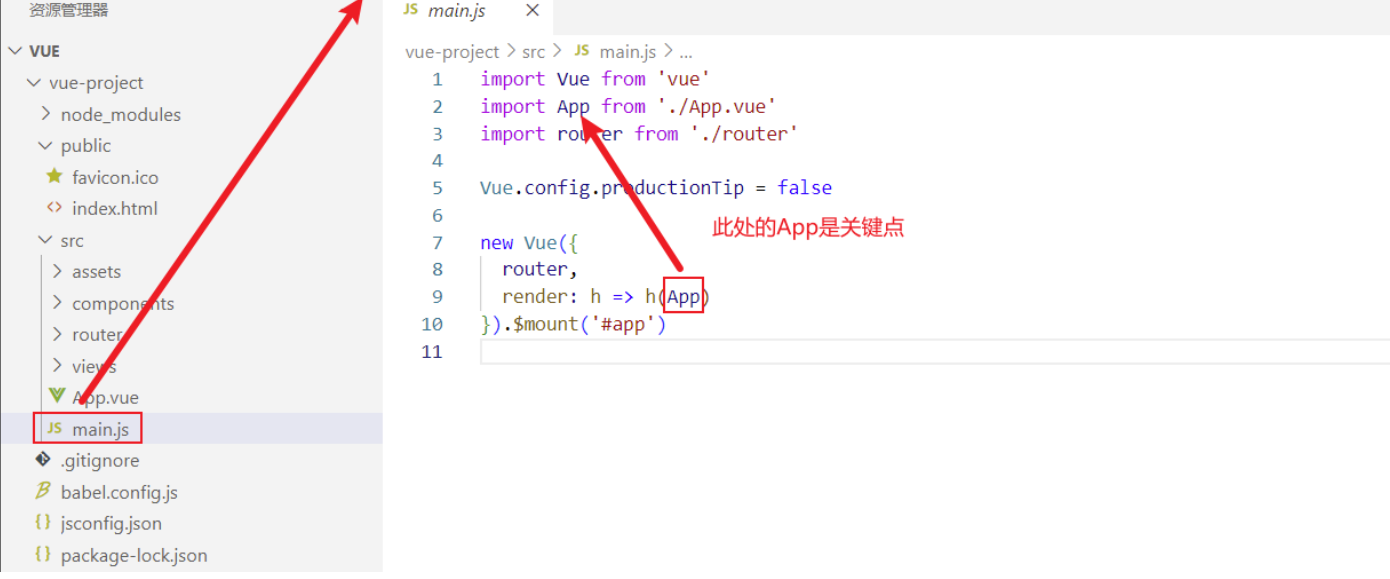 资源管理器
VUE
vue-project
node_modules
public
favicon.ico
<> index.html
src
assets
components
router
views
App.vue
JS main.js
.gitignore
babel.config.js
{} jsconfig.json
{} package-lock.json
JS main.js ×
vue-project > src > JS main.js > ...
1 import Vue from 'vue'
2 import App from './App.vue'
3 import router from './router'
4
5 Vue.config.productionTip = false
6
7 new Vue({
8 router,
9 render: h => h(App)
10 }).$mount('#app')
11
此处的App是关键点